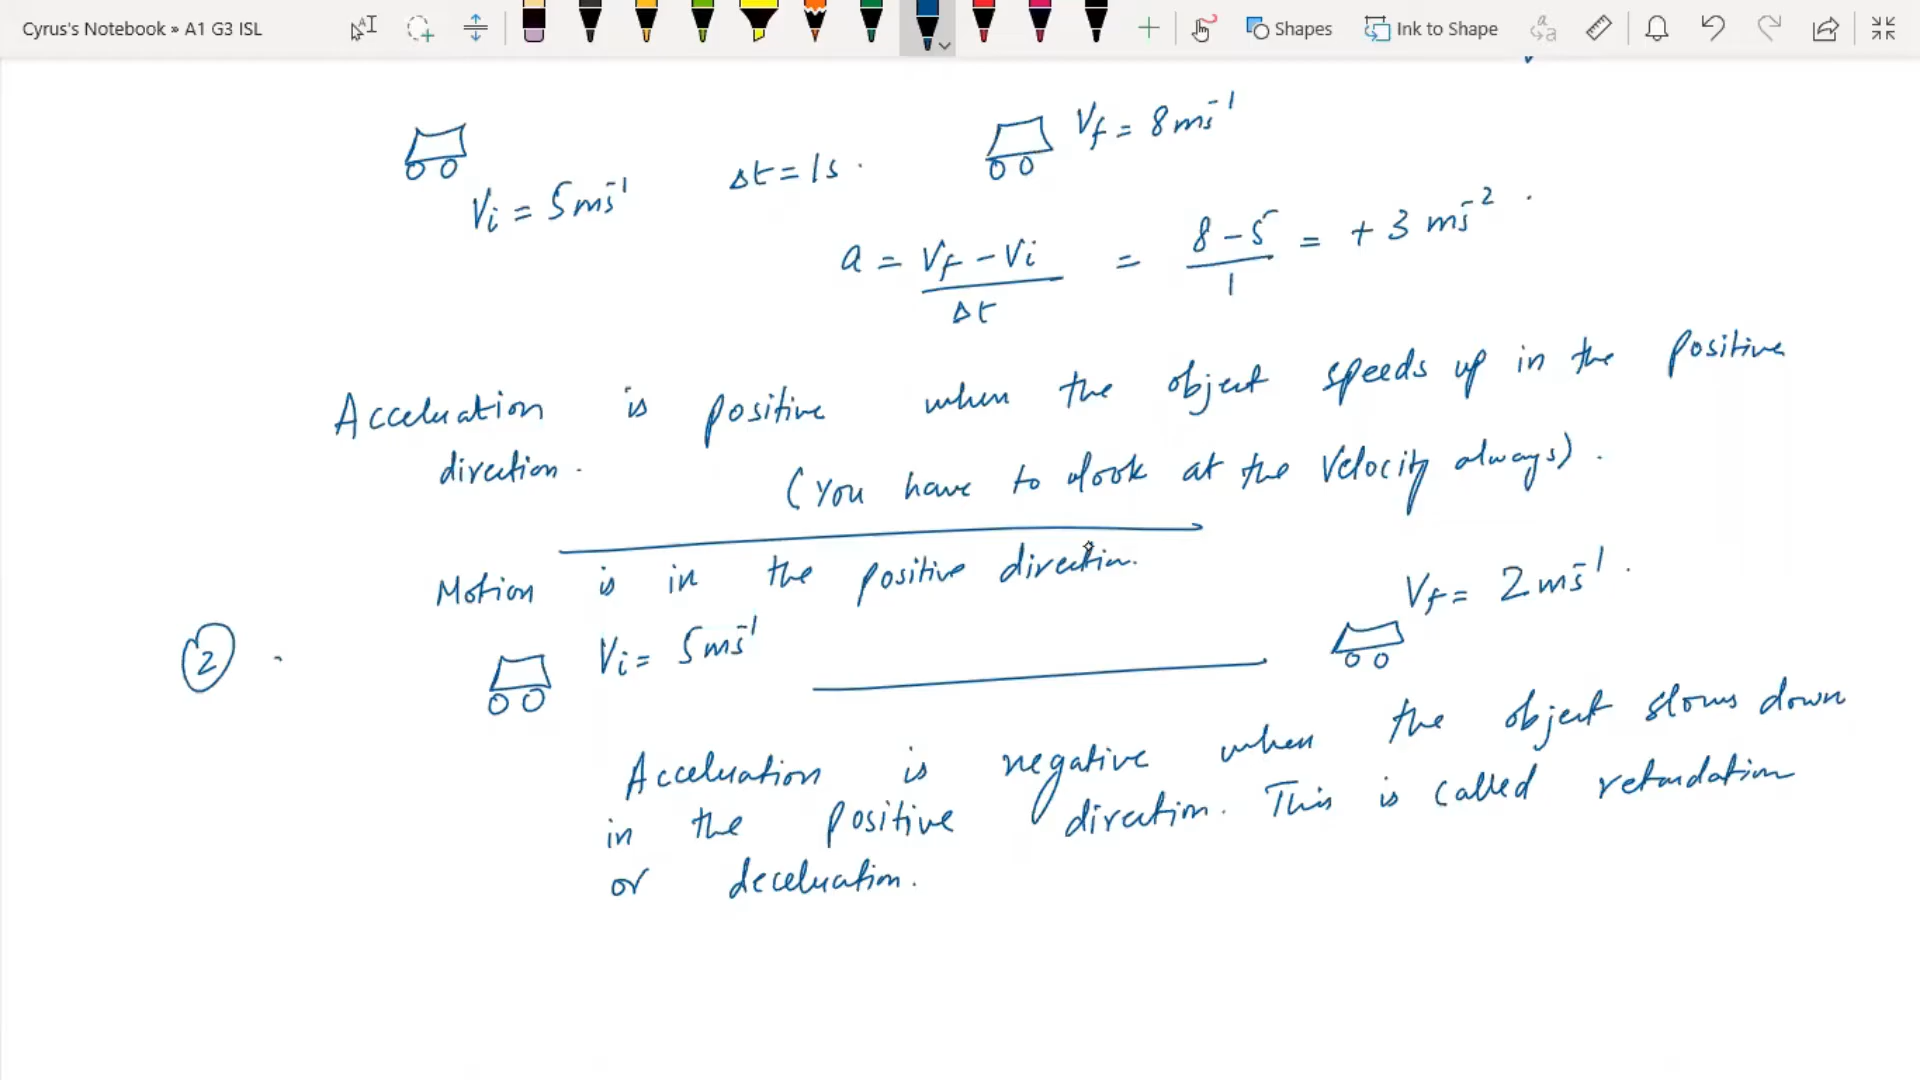 Cyrus's Notebook » A1 G3 ISL
Shapes
Ink to Shape
Vf = 8ms⁻¹
Δt = 1s.
Vi = 5ms⁻¹
a = Vf - Vi / Δt = 8 - 5 / 1 = + 3 ms⁻².
Acceleration is positive when the object speeds up in the positive
direction.
(You have to look at the velocity always).
Motion is in the positive direction.
Vf = 2ms⁻¹.
② Vi = 5ms⁻¹
Acceleration is negative when the object slows down
in the positive direction. This is called retardation
or deceleration.